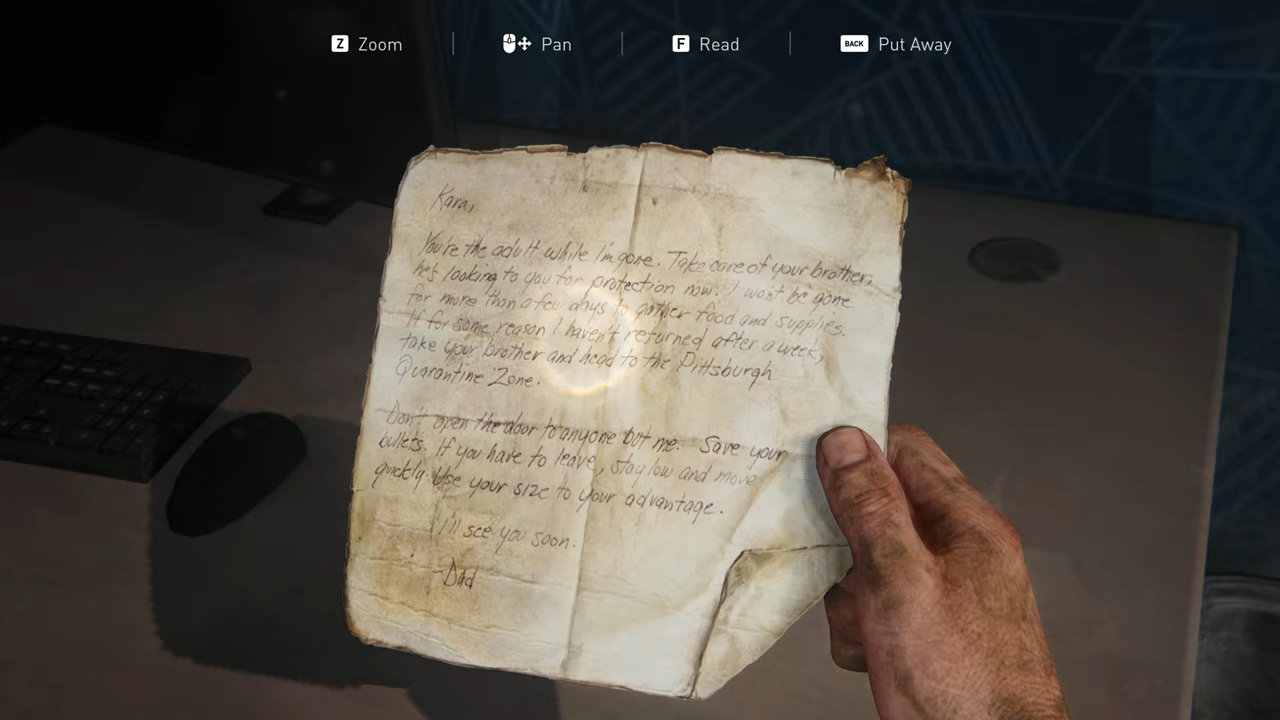 Z Zoom
Pan
F Read
BACK Put Away
Kara,
You're the adult while I'm gone. Take care of your brother,
he's looking to you for protection now. I won't be gone
for more than a few days to gather food and supplies.
If for some reason I haven't returned after a week,
take your brother and head to the Pittsburgh
Quarantine Zone.
Don't open the door to anyone but me. Save your
bullets. If you have to leave, stay low and move
quickly. Use your size to your advantage.
I'll see you soon.
-Dad